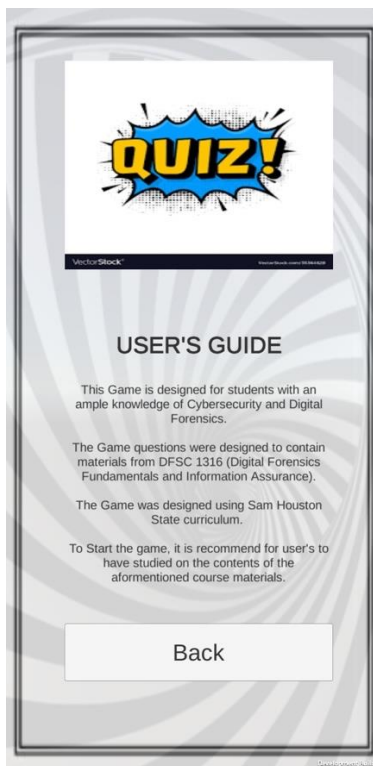 QUIZ!
VectorStock®
USER'S GUIDE
This Game is designed for students with an
ample knowledge of Cybersecurity and Digital
Forensics.
The Game questions were designed to contain
materials from DFSC 1316 (Digital Forensics
Fundamentals and Information Assurance).
The Game was designed using Sam Houston
State curriculum.
To Start the game, it is recommend for user's to
have studied on the contents of the
aformentioned course materials.
Back